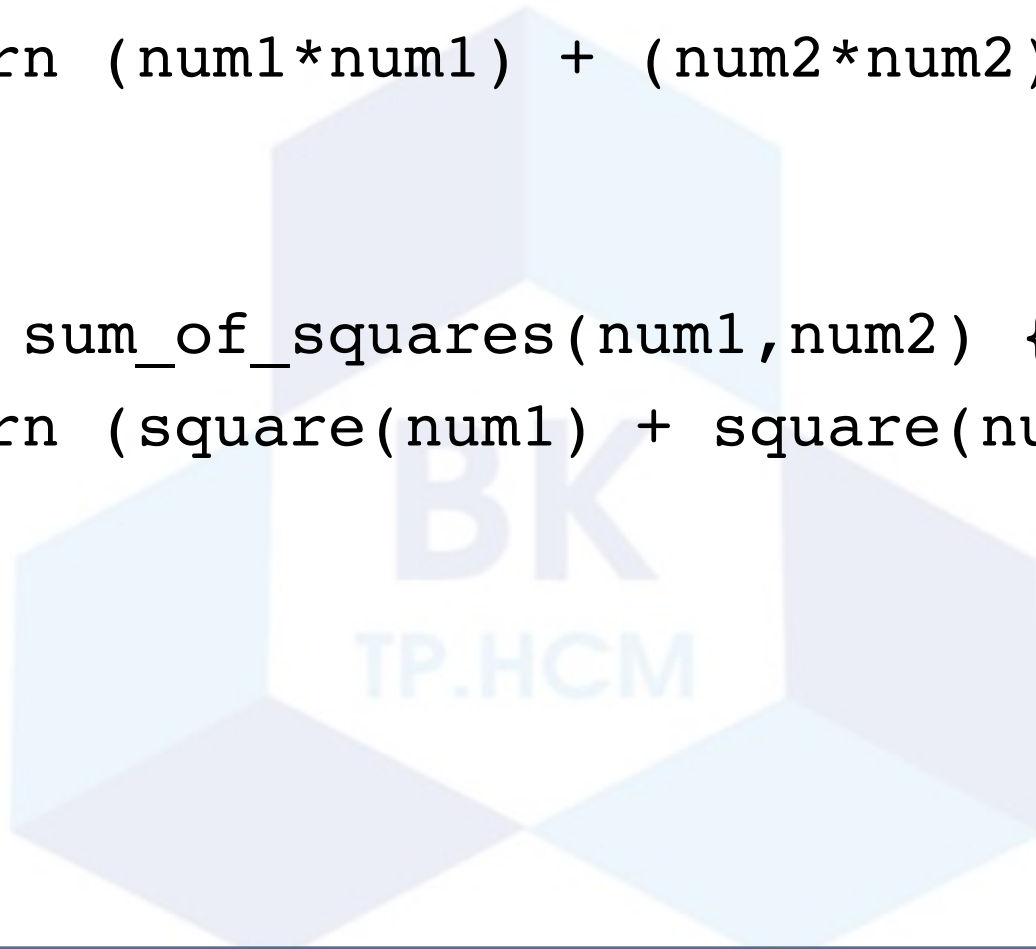 rn (num1*num1) + (num2*num2)
sum_of_squares(num1,num2) {
rn (square(num1) + square(nu
BK
TP.HCM